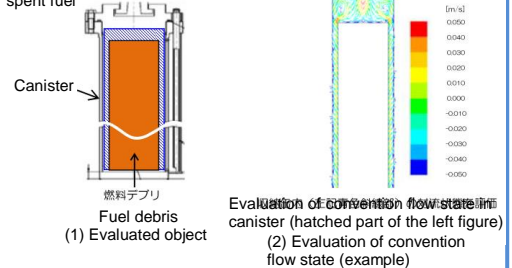 spent fuel
Canister
燃料デブリ
Fuel debris
(1) Evaluated object
[m/s]
0.050
0.040
0.030
0.020
0.010
0.000
-0.010
-0.020
-0.030
-0.040
-0.050
Evaluation of convention flow state in
canister (hatched part of the left figure)
(2) Evaluation of convention
flow state (example)